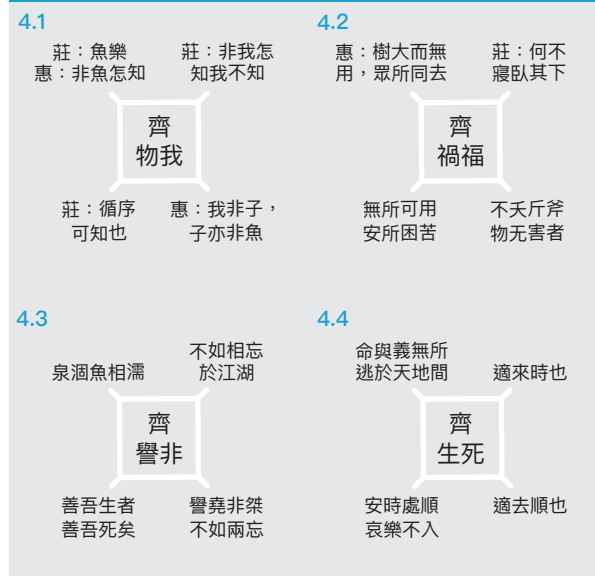 4.1
莊：魚樂
惠：非魚怎知
莊：非我怎
知我不知
齊
物我
莊：循序
可知也
惠：我非子，
子亦非魚
4.2
惠：樹大而無
用，眾所同去
莊：何不
寢臥其下
齊
禍福
無所可用
安所困苦
不夭斤斧
物无害者
4.3
泉涸魚相濡
不如相忘
於江湖
齊
譽非
善吾生者
善吾死矣
譽堯非桀
不如兩忘
4.4
命與義無所
逃於天地間
適來時也
齊
生死
安時處順
哀樂不入
適去順也